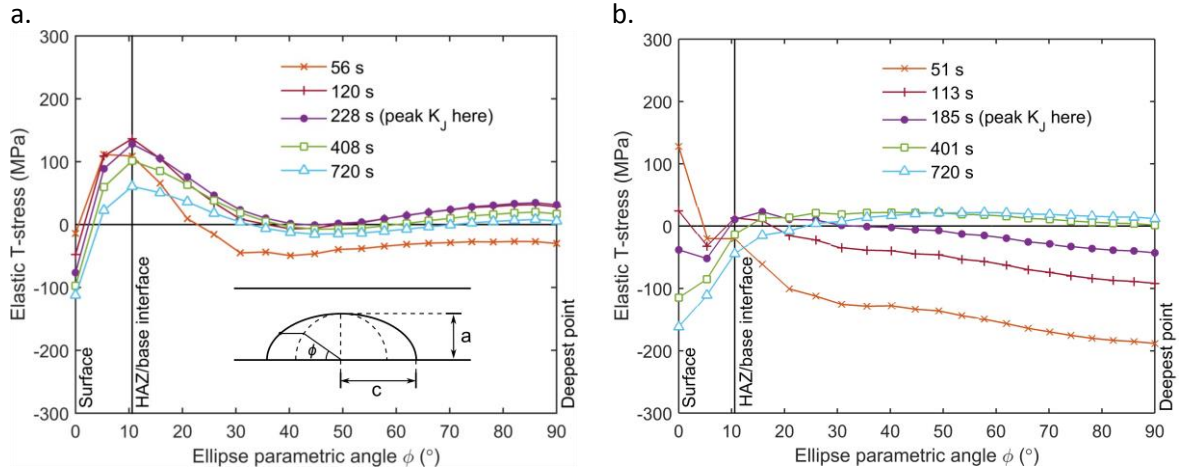 a.
300
200
100
0
-100
-200
-300
Elastic T-stress (MPa)
56 s
120 s
228 s (peak K_J here)
408 s
720 s
Surface
HAZ/base interface
Deepest point
ϕ
a
c
0 10 20 30 40 50 60 70 80 90
Ellipse parametric angle ϕ (°)
b.
300
200
100
0
-100
-200
-300
Elastic T-stress (MPa)
51 s
113 s
185 s (peak K_J here)
401 s
720 s
Surface
HAZ/base interface
Deepest point
0 10 20 30 40 50 60 70 80 90
Ellipse parametric angle ϕ (°)